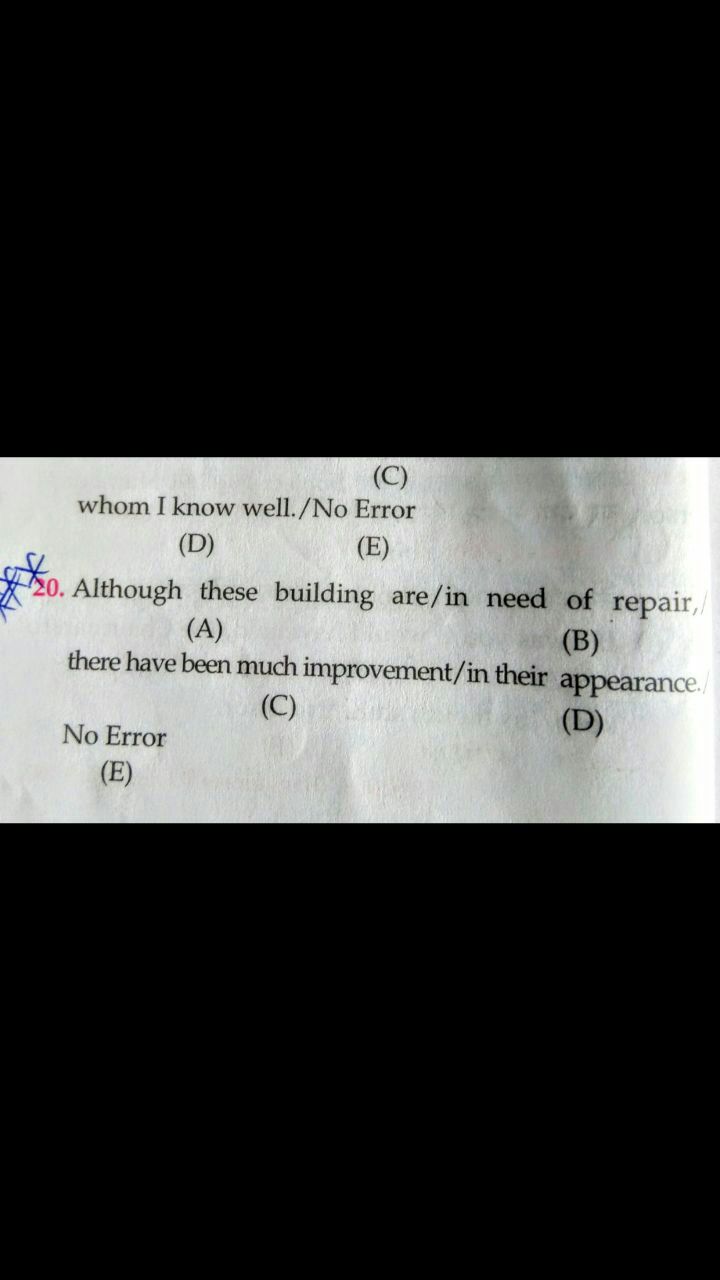 (C)
whom I know well./No Error
(D) (E)
20. Although these building are/in need of repair,/
(A) (B)
there have been much improvement/in their appearance./
(C) (D)
No Error
(E)